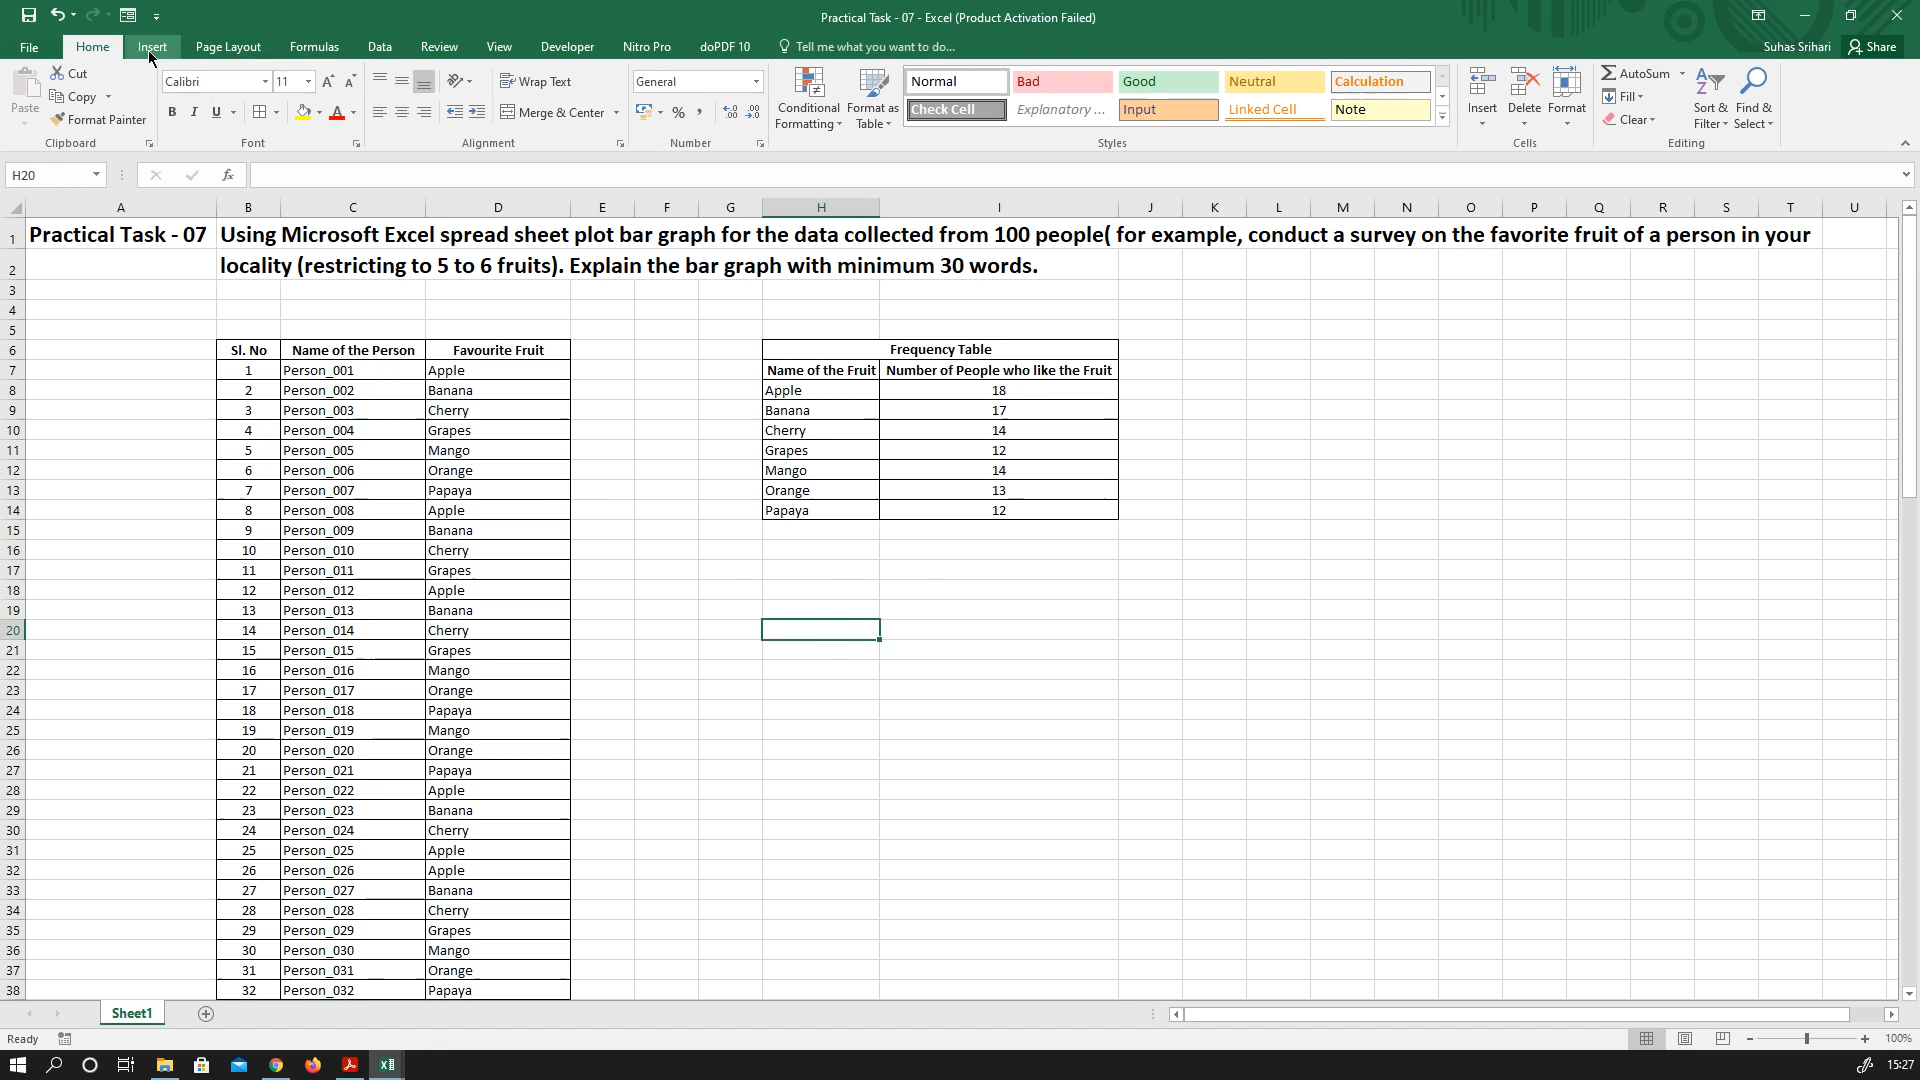 Practical Task - 07 - Excel (Product Activation Failed)
File Home Insert Page Layout Formulas Data Review View Developer Nitro Pro doPDF 10 Tell me what you want to do... Suhas Srihari Share
Paste Cut Copy Format Painter Clipboard
Calibri 11 B I U Font
Wrap Text Merge & Center Alignment
General % , Number
Conditional Formatting Format as Table
Normal Bad Good Neutral Calculation
Check Cell Explanatory ... Input Linked Cell Note
Styles
Insert Delete Format Cells
AutoSum Fill Clear Sort & Filter Find & Select Editing
H20 fx
A B C D E F G H I J K L M N O P Q R S T U
1 Practical Task - 07 Using Microsoft Excel spread sheet plot bar graph for the data collected from 100 people( for example, conduct a survey on the favorite fruit of a person in your
2 locality (restricting to 5 to 6 fruits). Explain the bar graph with minimum 30 words.
3
4
5
6 Sl. No Name of the Person Favourite Fruit Frequency Table
7 1 Person_001 Apple Name of the Fruit Number of People who like the Fruit
8 2 Person_002 Banana Apple 18
9 3 Person_003 Cherry Banana 17
10 4 Person_004 Grapes Cherry 14
11 5 Person_005 Mango Grapes 12
12 6 Person_006 Orange Mango 14
13 7 Person_007 Papaya Orange 13
14 8 Person_008 Apple Papaya 12
15 9 Person_009 Banana
16 10 Person_010 Cherry
17 11 Person_011 Grapes
18 12 Person_012 Apple
19 13 Person_013 Banana
20 14 Person_014 Cherry
21 15 Person_015 Grapes
22 16 Person_016 Mango
23 17 Person_017 Orange
24 18 Person_018 Papaya
25 19 Person_019 Mango
26 20 Person_020 Orange
27 21 Person_021 Papaya
28 22 Person_022 Apple
29 23 Person_023 Banana
30 24 Person_024 Cherry
31 25 Person_025 Apple
32 26 Person_026 Apple
33 27 Person_027 Banana
34 28 Person_028 Cherry
35 29 Person_029 Grapes
36 30 Person_030 Mango
37 31 Person_031 Orange
38 32 Person_032 Papaya
Sheet1
Ready 100%
15:27